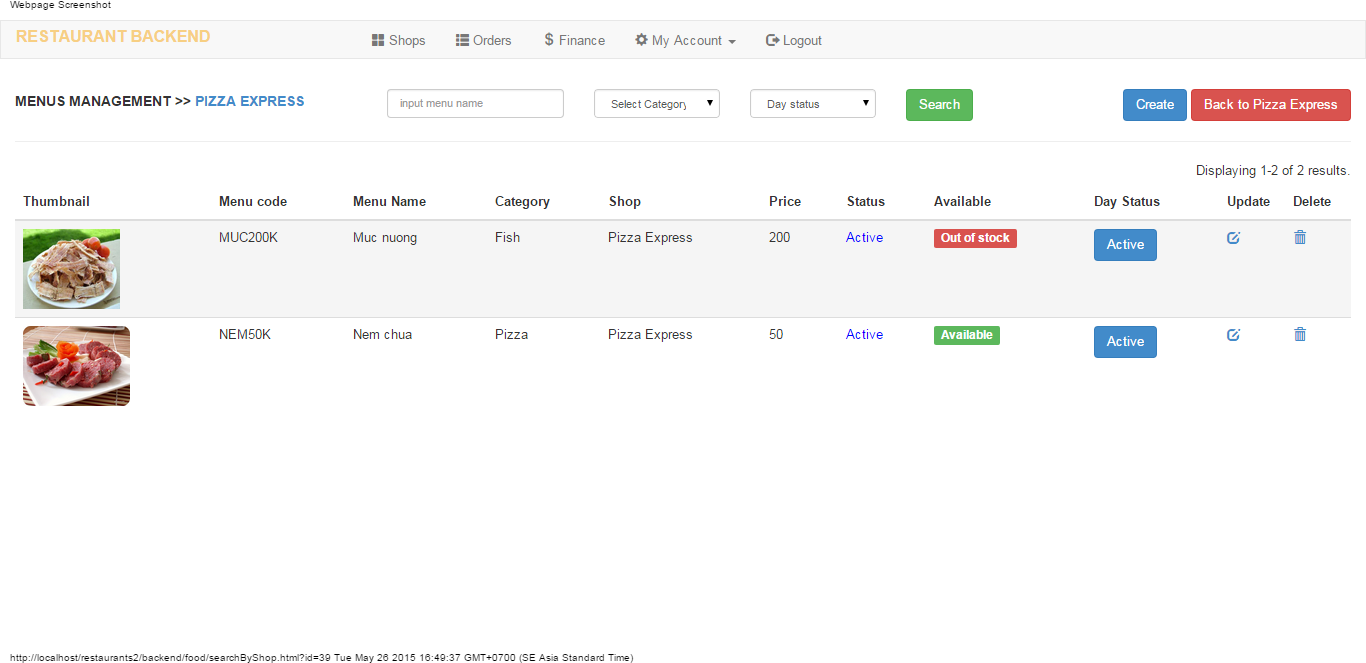 Webpage Screenshot
RESTAURANT BACKEND Shops Orders $ Finance My Account Logout
MENUS MANAGEMENT >> PIZZA EXPRESS input menu name Select Category Day status Search Create Back to Pizza Express
Displaying 1-2 of 2 results.
Thumbnail Menu code Menu Name Category Shop Price Status Available Day Status Update Delete
MUC200K Muc nuong Fish Pizza Express 200 Active Out of stock Active
NEM50K Nem chua Pizza Pizza Express 50 Active Available Active
http://localhost/restaurants2/backend/food/searchByShop.html?id=39 Tue May 26 2015 16:49:37 GMT+0700 (SE Asia Standard Time)